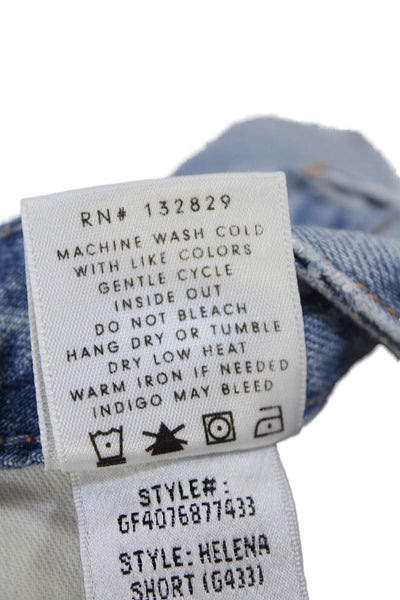 RN# 132829
MACHINE WASH COLD
WITH LIKE COLORS
GENTLE CYCLE
INSIDE OUT
DO NOT BLEACH
HANG DRY OR TUMBLE
DRY LOW HEAT
WARM IRON IF NEEDED
INDIGO MAY BLEED
STYLE#:
GF4076877433
STYLE: HELENA
SHORT (G433)